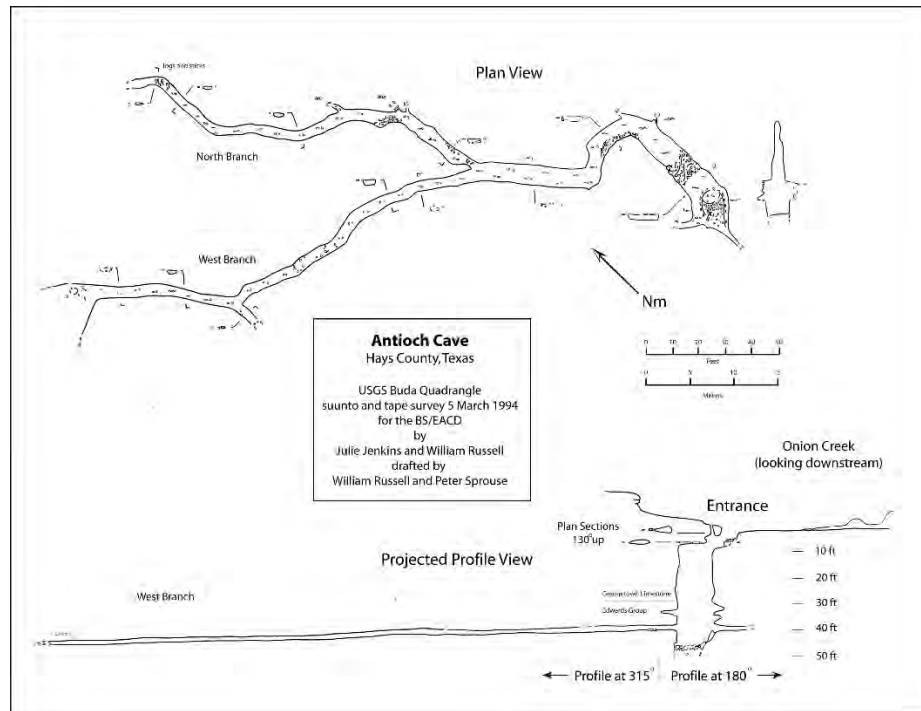 Plan View
North Branch
West Branch
Nm
Antioch Cave
Hays County, Texas
USGS Buda Quadrangle
suunto and tape survey 5 March 1994
for the BS/EACD
by
Julie Jenkins and William Russell
drafted by
William Russell and Peter Sprouse
Feet
Meters
Onion Creek
(looking downstream)
Entrance
Plan Sections
130°up
Projected Profile View
West Branch
Georgetown Limestone
Edwards Group
10 ft
20 ft
30 ft
40 ft
50 ft
Profile at 315°
Profile at 180°